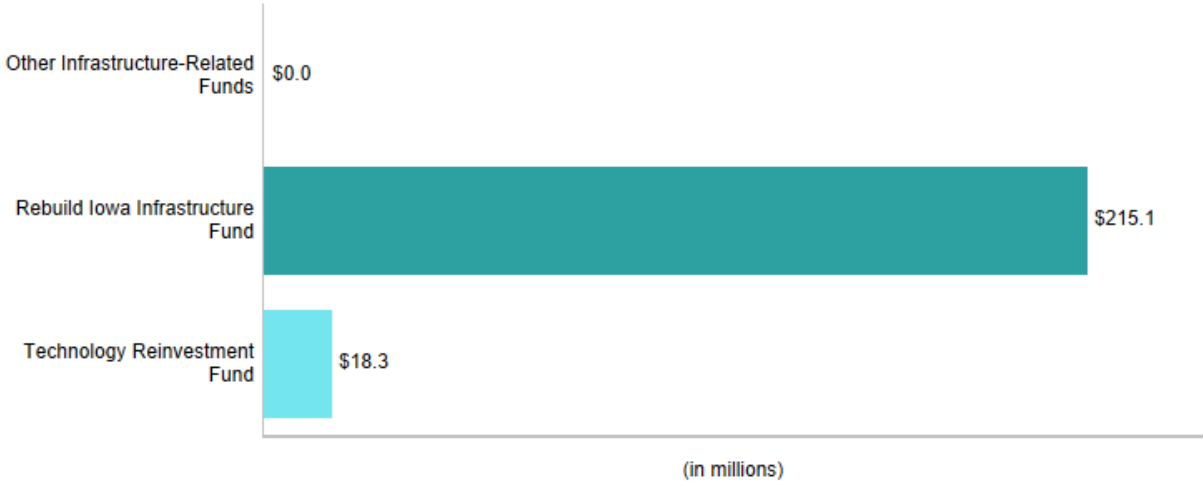 Other Infrastructure-Related
Funds
$0.0
Rebuild Iowa Infrastructure
Fund
$215.1
Technology Reinvestment
Fund
$18.3
(in millions)